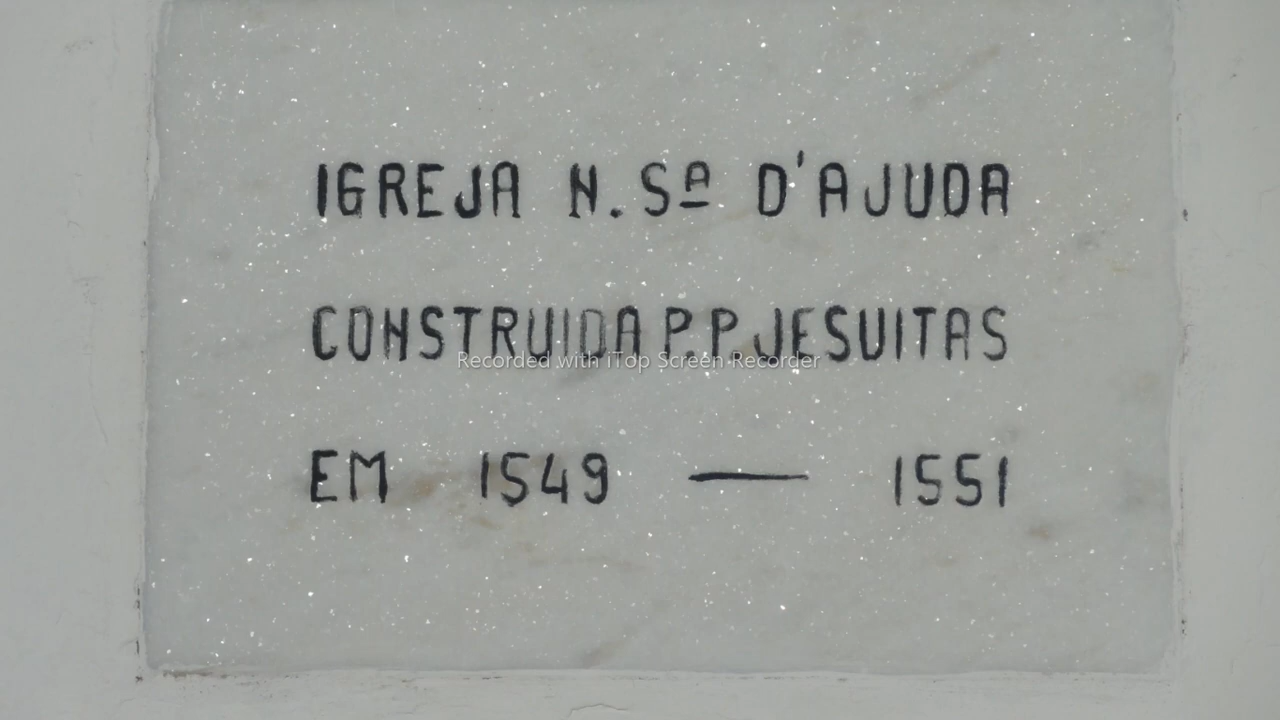 IGREJA N. Sª D'AJUDA
CONSTRUIDA P.P JESUITAS
Recorded with iTop Screen Recorder
EM 1549 — 1551